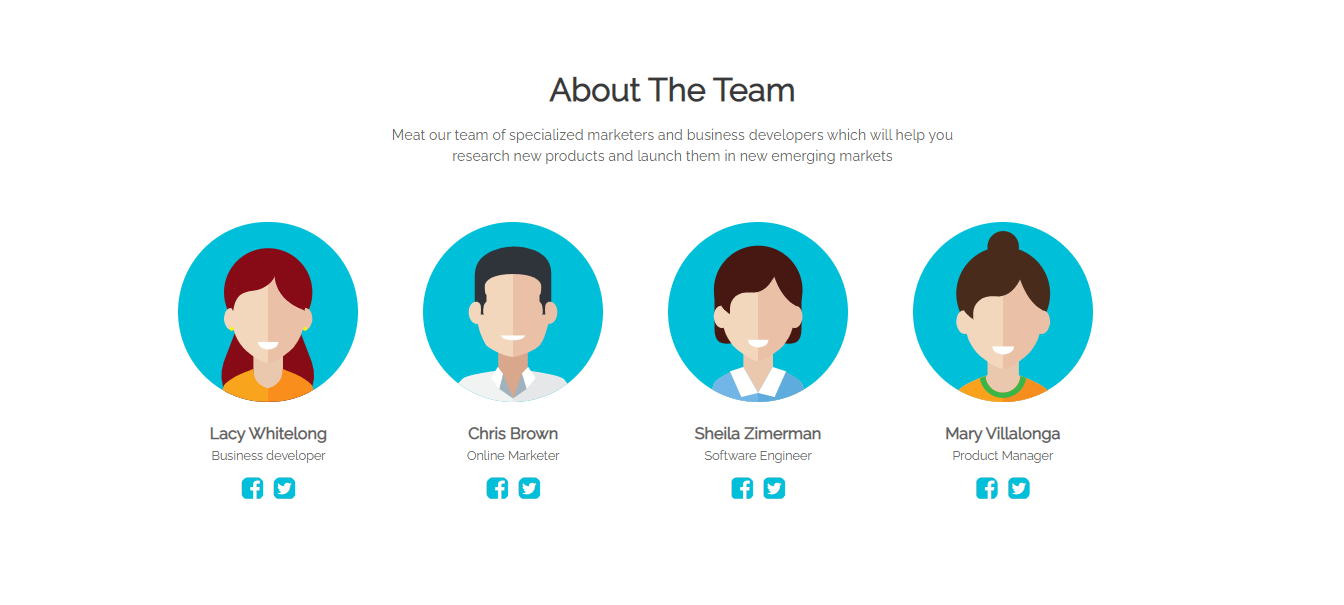 About The Team
Meat our team of specialized marketers and business developers which will help you
research new products and launch them in new emerging markets
Lacy Whitelong
Chris Brown
Sheila Zimerman
Mary Villalonga
Business developer
Online Marketer
Software Engineer
Product Manager